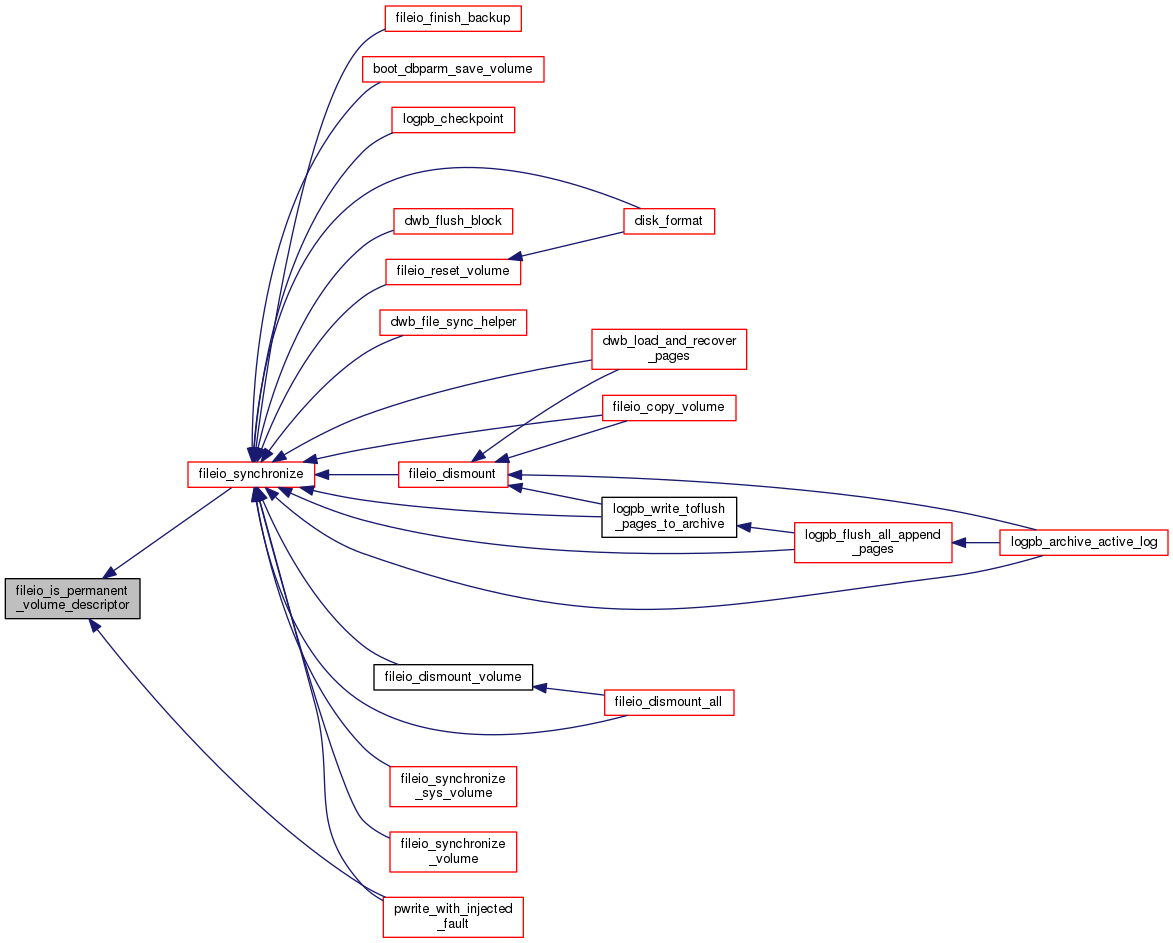 fileio_finish_backup
boot_dbparm_save_volume
logpb_checkpoint
dwb_flush_block
disk_format
fileio_reset_volume
dwb_file_sync_helper
dwb_load_and_recover
_pages
fileio_copy_volume
fileio_synchronize
fileio_dismount
logpb_write_toflush
_pages_to_archive
logpb_flush_all_append
_pages
logpb_archive_active_log
fileio_is_permanent
_volume_descriptor
fileio_dismount_volume
fileio_dismount_all
fileio_synchronize
_sys_volume
fileio_synchronize
_volume
pwrite_with_injected
_fault